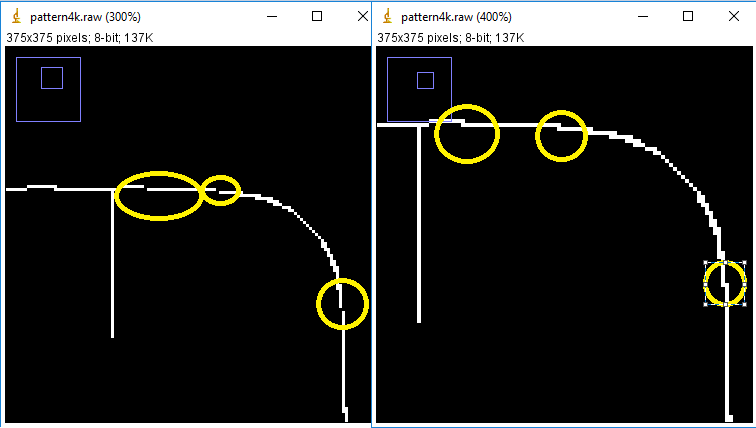 pattern4k.raw (300%)
375x375 pixels; 8-bit; 137K
pattern4k.raw (400%)
375x375 pixels; 8-bit; 137K